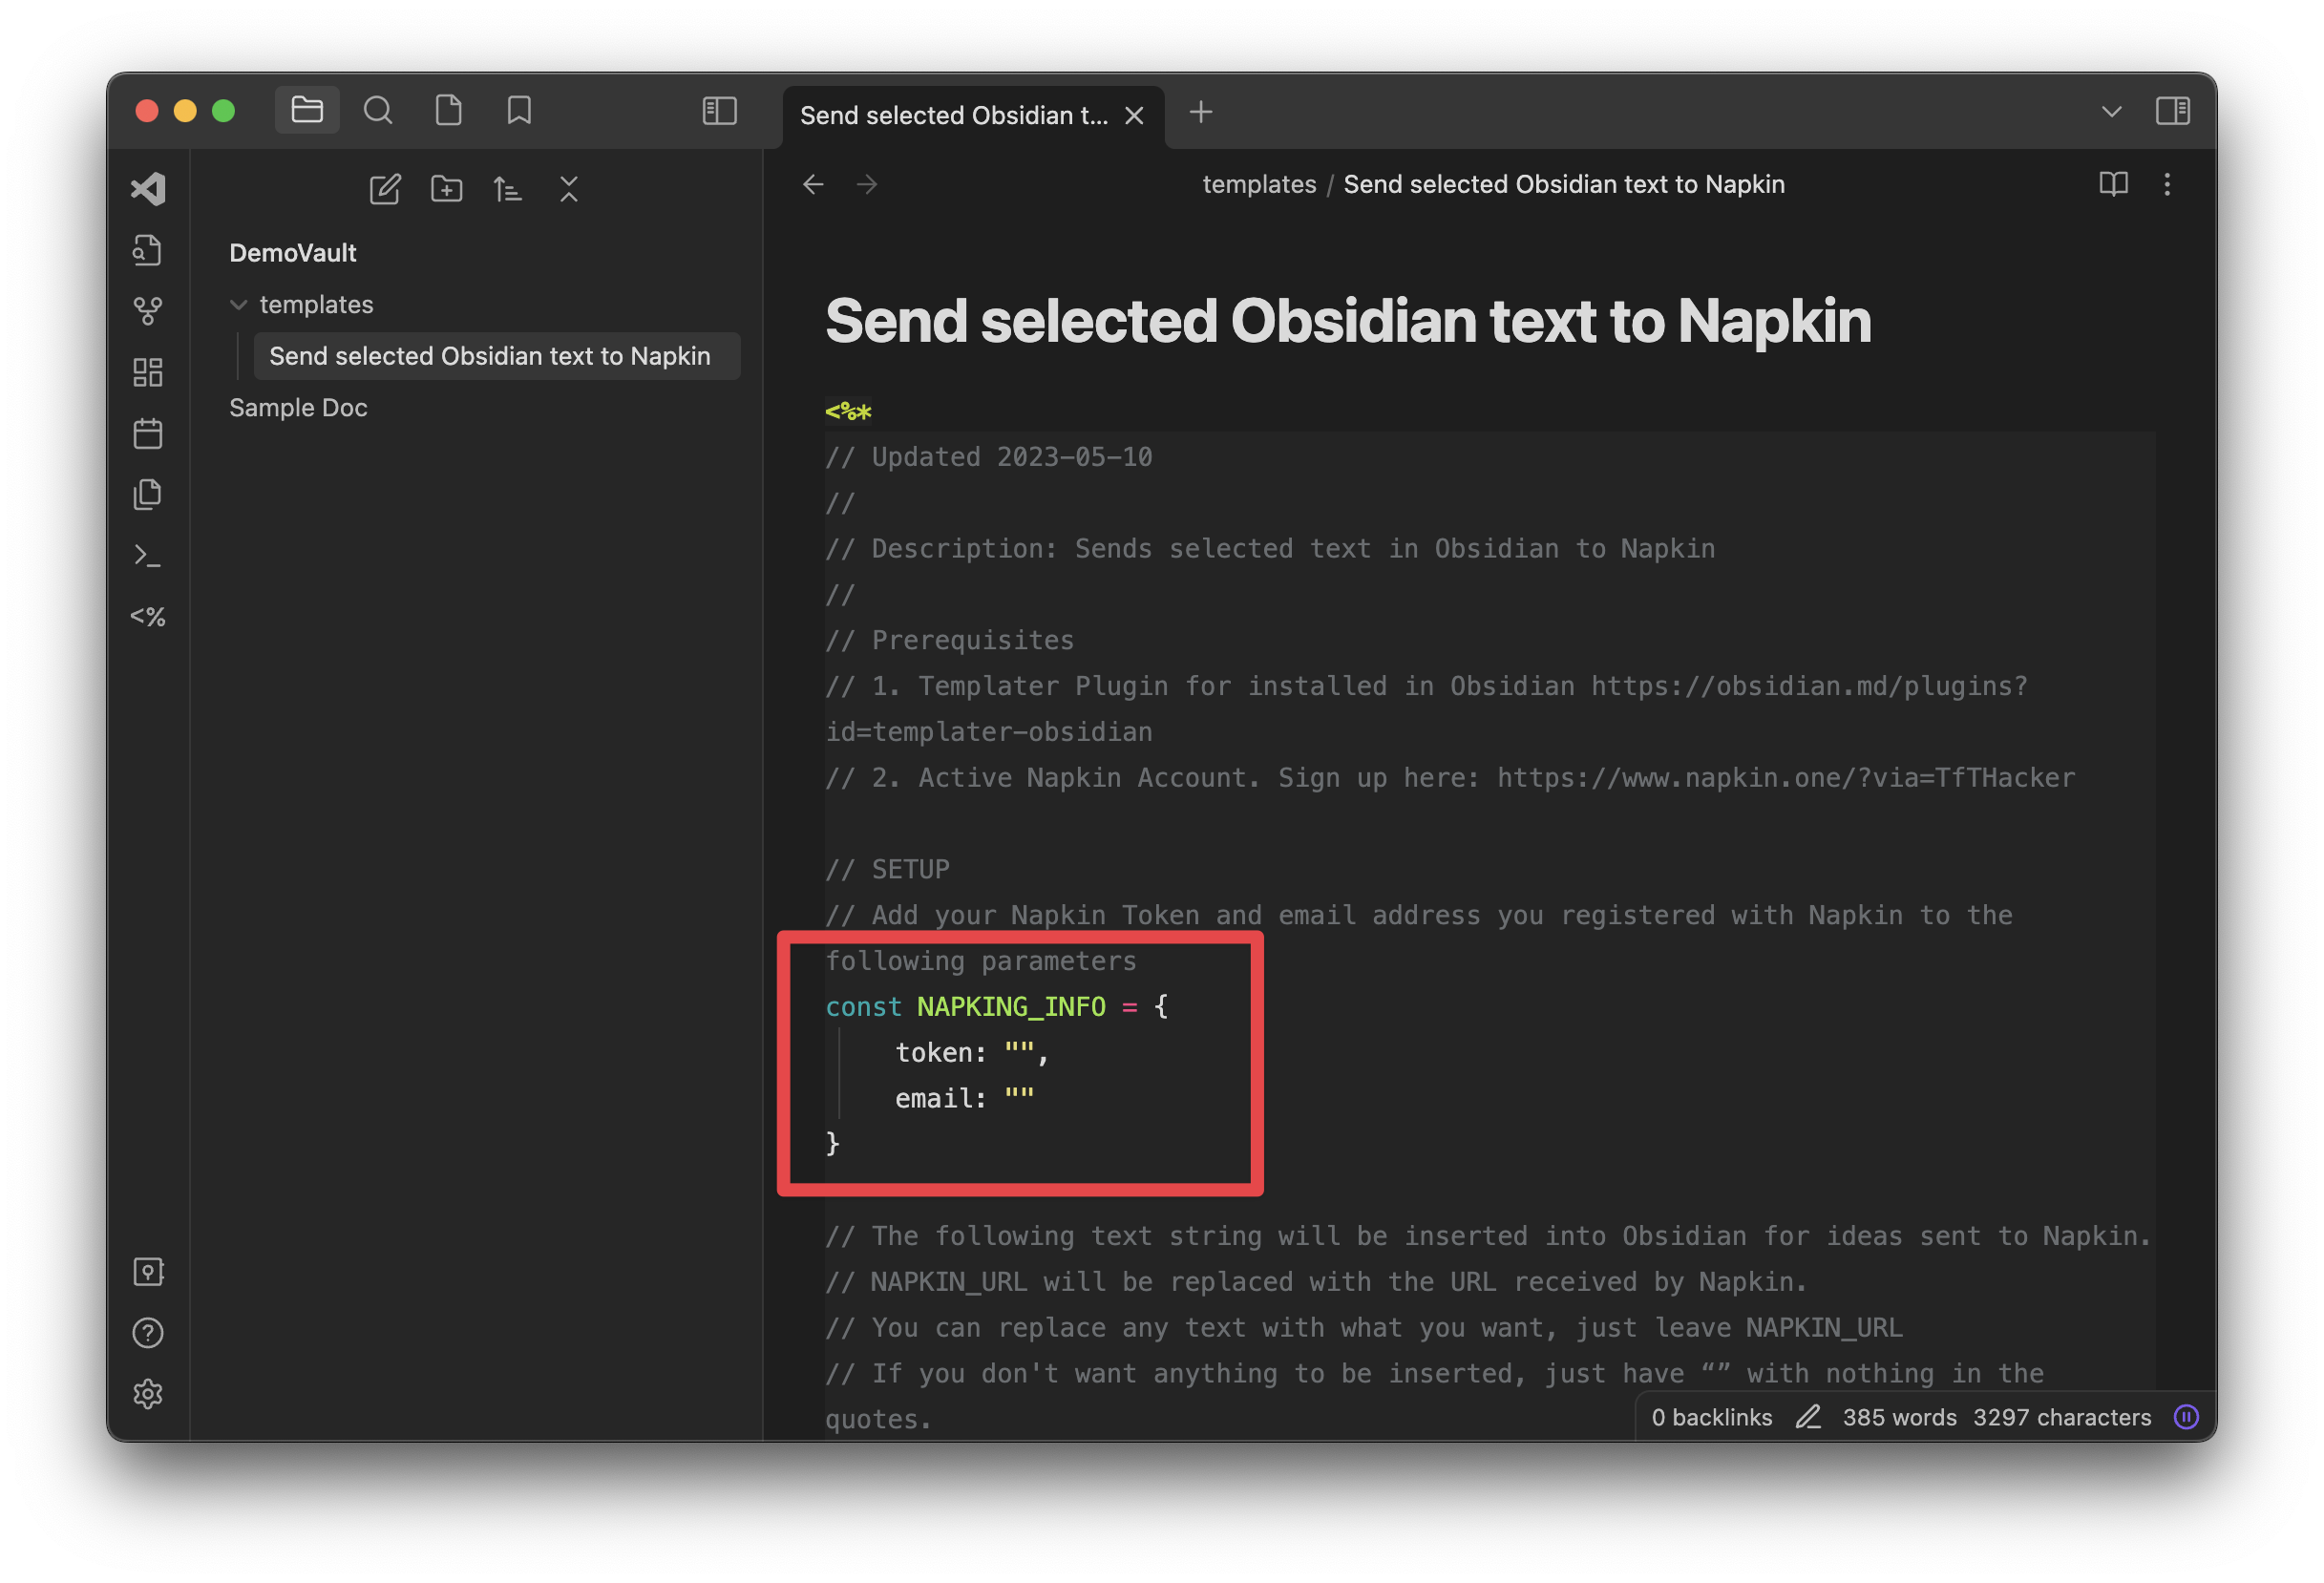 Send selected Obsidian t...
templates / Send selected Obsidian text to Napkin
DemoVault
templates
Send selected Obsidian text to Napkin
Sample Doc
<%
Send selected Obsidian text to Napkin
<%*
// Updated 2023-05-10
//
// Description: Sends selected text in Obsidian to Napkin
//
// Prerequisites
// 1. Templater Plugin for installed in Obsidian https://obsidian.md/plugins?
id=templater-obsidian
// 2. Active Napkin Account. Sign up here: https://www.napkin.one/?via=TfTHacker
// SETUP
// Add your Napkin Token and email address you registered with Napkin to the
following parameters
const NAPKING_INFO = {
token: "",
email: ""
}
// The following text string will be inserted into Obsidian for ideas sent to Napkin.
// NAPKIN_URL will be replaced with the URL received by Napkin.
// You can replace any text with what you want, just leave NAPKIN_URL
// If you don't want anything to be inserted, just have “” with nothing in the
quotes.
0 backlinks 385 words 3297 characters